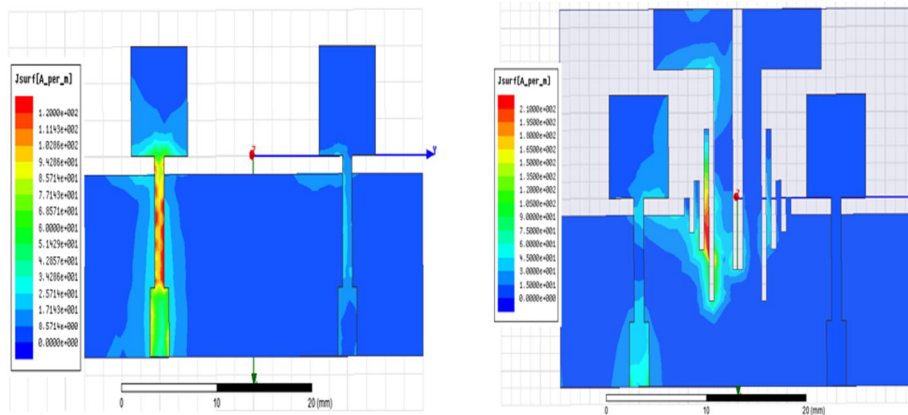 Jsurf[A_per_m]
1.2000e+002
1.1143e+002
1.0286e+002
9.4286e+001
8.5714e+001
7.7143e+001
6.8571e+001
6.0000e+001
5.1429e+001
4.2857e+001
3.4286e+001
2.5714e+001
1.7143e+001
8.5714e+000
0.0000e+000
0 10 20 (mm)
Jsurf[A_per_m]
2.1000e+002
1.9500e+002
1.8000e+002
1.6500e+002
1.5000e+002
1.3500e+002
1.2000e+002
1.0500e+002
9.0000e+001
7.5000e+001
6.0000e+001
4.5000e+001
3.0000e+001
1.5000e+001
0.0000e+000
0 10 20 (mm)